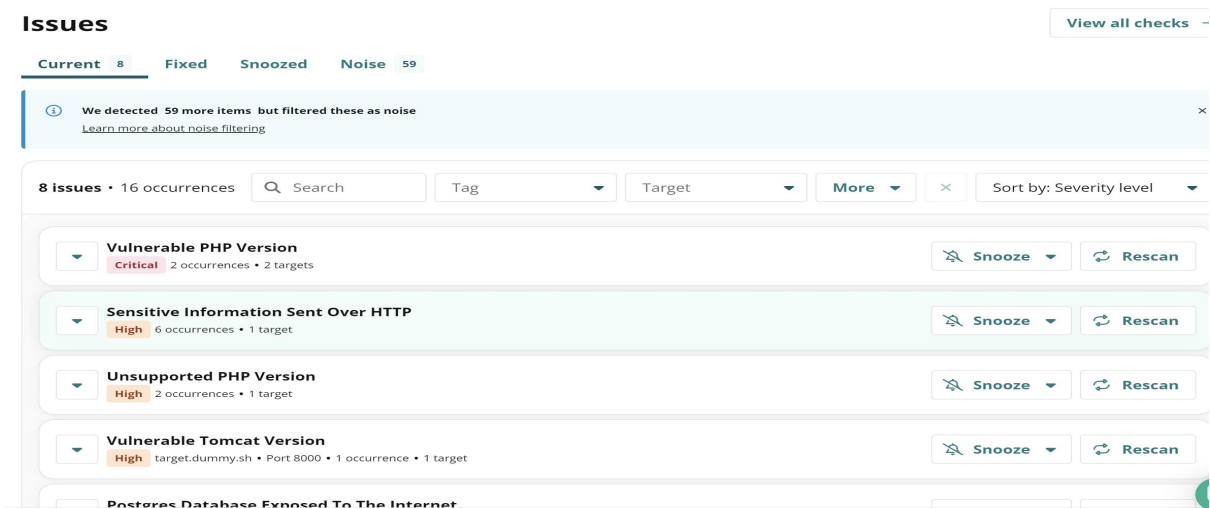 Issues
View all checks
Current 8 Fixed Snoozed Noise 59
We detected 59 more items but filtered these as noise
Learn more about noise filtering
8 issues • 16 occurrences Search Tag Target More Sort by: Severity level
Vulnerable PHP Version
Critical 2 occurrences • 2 targets
Snooze Rescan
Sensitive Information Sent Over HTTP
High 6 occurrences • 1 target
Snooze Rescan
Unsupported PHP Version
High 2 occurrences • 1 target
Snooze Rescan
Vulnerable Tomcat Version
High target.dummy.sh • Port 8000 • 1 occurrence • 1 target
Snooze Rescan
Postgres Database Exposed To The Internet